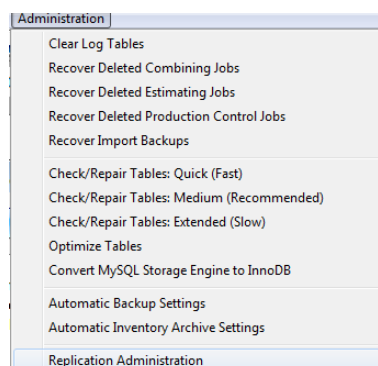 Administration
Clear Log Tables
Recover Deleted Combining Jobs
Recover Deleted Estimating Jobs
Recover Deleted Production Control Jobs
Recover Import Backups
Check/Repair Tables: Quick (Fast)
Check/Repair Tables: Medium (Recommended)
Check/Repair Tables: Extended (Slow)
Optimize Tables
Convert MySQL Storage Engine to InnoDB
Automatic Backup Settings
Automatic Inventory Archive Settings
Replication Administration